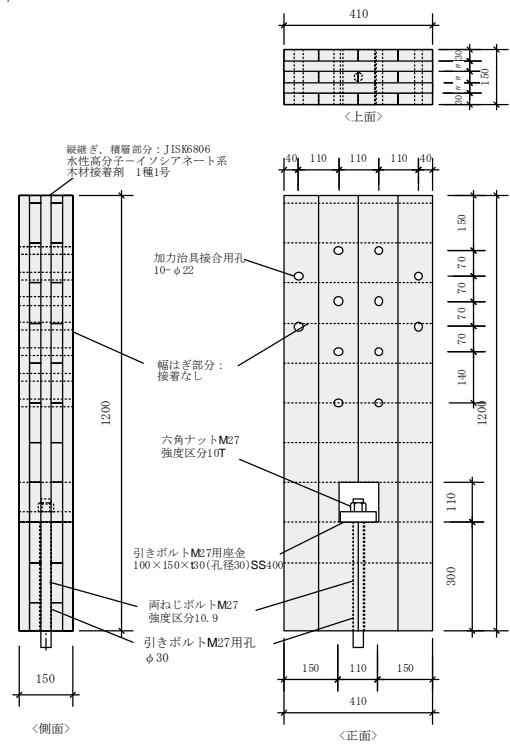 410
30
〃
〃
〃
30
150
<上面>
縦継ぎ、積層部分：JISK6806
水性高分子－イソシアネート系
木材接着剤　1種1号
40 110 110 110 40
加力治具接合用孔
10-φ22
150
70
70
70
140
1200
幅はぎ部分：
接着なし
1200
六角ナットM27
強度区分10T
110
引きボルトM27用座金
100×150×t30(孔径30)SS400
300
両ねじボルトM27
強度区分10.9
引きボルトM27用孔
φ30
150
150 110 150
410
<側面>
<正面>